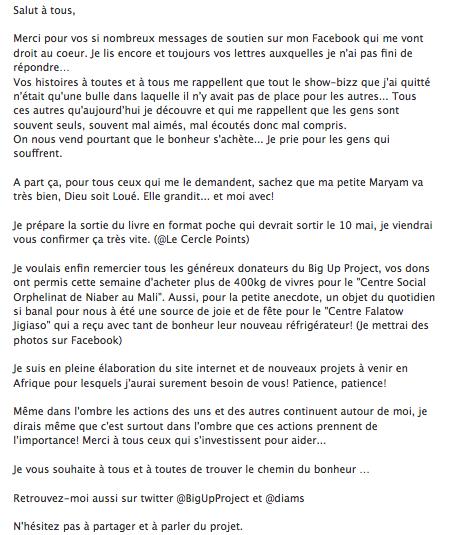 Salut à tous,
Merci pour vos si nombreux messages de soutien sur mon Facebook qui me vont
droit au coeur. Je lis encore et toujours vos lettres auxquelles je n'ai pas fini de
répondre...
Vos histoires à toutes et à tous me rappellent que tout le show-bizz que j'ai quitté
n'était qu'une bulle dans laquelle il n'y avait pas de place pour les autres... Tous
ces autres qu'aujourd'hui je découvre et qui me rappellent que les gens sont
souvent seuls, souvent mal aimés, mal écoutés donc mal compris.
On nous vend pourtant que le bonheur s'achète... Je prie pour les gens qui
souffrent.
A part ça, pour tous ceux qui me le demandent, sachez que ma petite Maryam va
très bien, Dieu soit Loué. Elle grandit... et moi avec!
Je prépare la sortie du livre en format poche qui devrait sortir le 10 mai, je viendrai
vous confirmer ça très vite. (@Le Cercle Points)
Je voulais enfin remercier tous les généreux donateurs du Big Up Project, vos dons
ont permis cette semaine d'acheter plus de 400kg de vivres pour le "Centre Social
Orphelinat de Niaber au Mali". Aussi, pour la petite anecdote, un objet du quotidien
si banal pour nous à été une source de joie et de fête pour le "Centre Falatow
Jigiaso" qui a reçu avec tant de bonheur leur nouveau réfrigérateur! (Je mettrai des
photos sur Facebook)
Je suis en pleine élaboration du site internet et de nouveaux projets à venir en
Afrique pour lesquels j'aurai surement besoin de vous! Patience, patience!
Même dans l'ombre les actions des uns et des autres continuent autour de moi, je
dirais même que c'est surtout dans l'ombre que ces actions prennent de
l'importance! Merci à tous ceux qui s'investissent pour aider...
Je vous souhaite à tous et à toutes de trouver le chemin du bonheur ...
Retrouvez-moi aussi sur twitter @BigUpProject et @diams
N'hésitez pas à partager et à parler du projet.